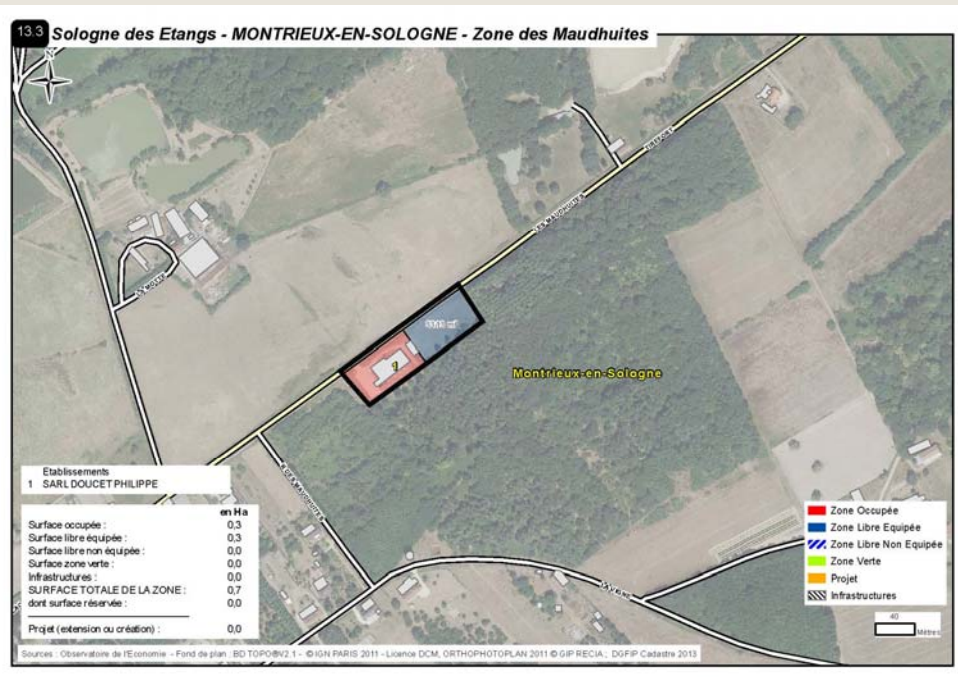 13.3 Sologne des Etangs - MONTRIEUX-EN-SOLOGNE - Zone des Maudhuites
N
LES MAUDHUITES
Montrieux-en-Sologne
1
Etablissements
1 SARL DOUCET PHILIPPE
en Ha
Surface occupée : 0,3
Surface libre équipée : 0,3
Surface libre non équipée : 0,0
Surface zone verte : 0,0
Infrastructures : 0,0
SURFACE TOTALE DE LA ZONE : 0,7
dont surface réservée : 0,0
Projet (extension ou création) : 0,0
Zone Occupée
Zone Libre Equipée
Zone Libre Non Equipée
Zone Verte
Projet
Infrastructures
40
Mètres
Sources : Observatoire de l'Economie - Fond de plan : BD TOPO®V2.1 - ©IGN PARIS 2011 - Licence DCM, ORTHOPHOTOPLAN 2011 © GIP RECIA ; DGFIP Cadastre 2013